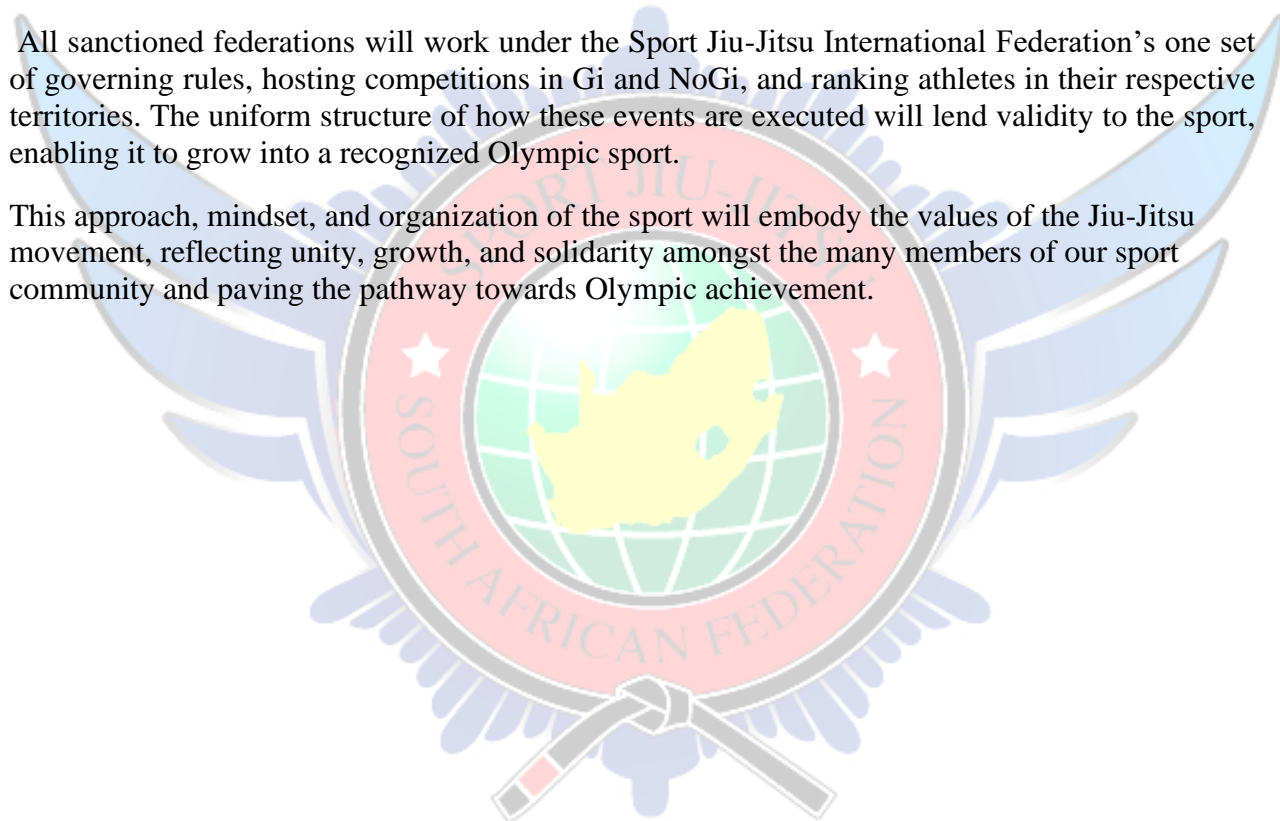 All sanctioned federations will work under the Sport Jiu-Jitsu International Federation’s one set
of governing rules, hosting competitions in Gi and NoGi, and ranking athletes in their respective
territories. The uniform structure of how these events are executed will lend validity to the sport,
enabling it to grow into a recognized Olympic sport.
This approach, mindset, and organization of the sport will embody the values of the Jiu-Jitsu
movement, reflecting unity, growth, and solidarity amongst the many members of our sport
community and paving the pathway towards Olympic achievement.
SPORT JIU-JITSU
SOUTH AFRICAN FEDERATION